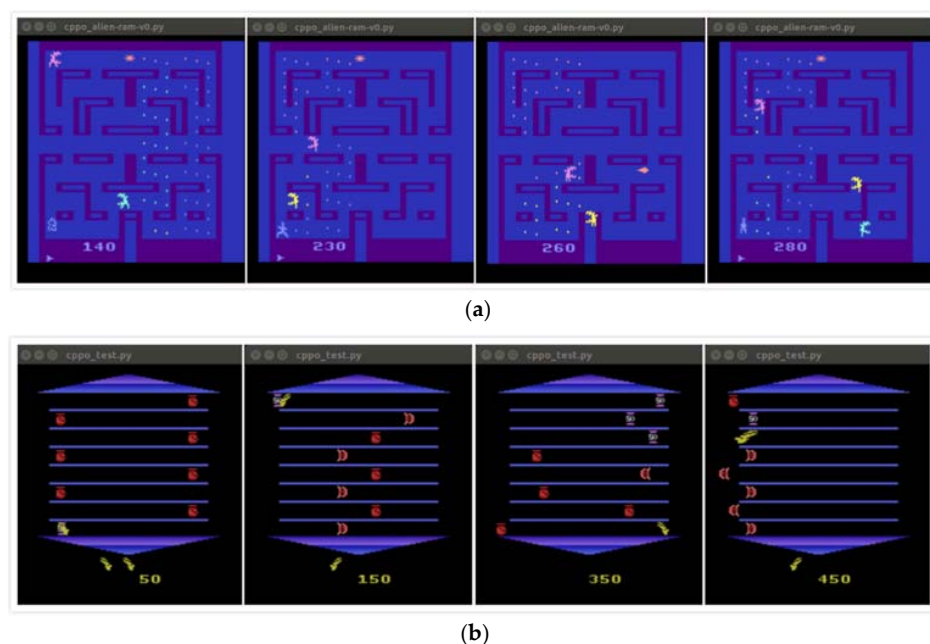 cppo_alien-ram-v0.py cppo_alien-ram-v0.py cppo_alien-ram-v0.py cppo_alien-ram-v0.py
140 230 260 280
(a)
cppo_test.py cppo_test.py cppo_test.py cppo_test.py
50 150 350 450
(b)